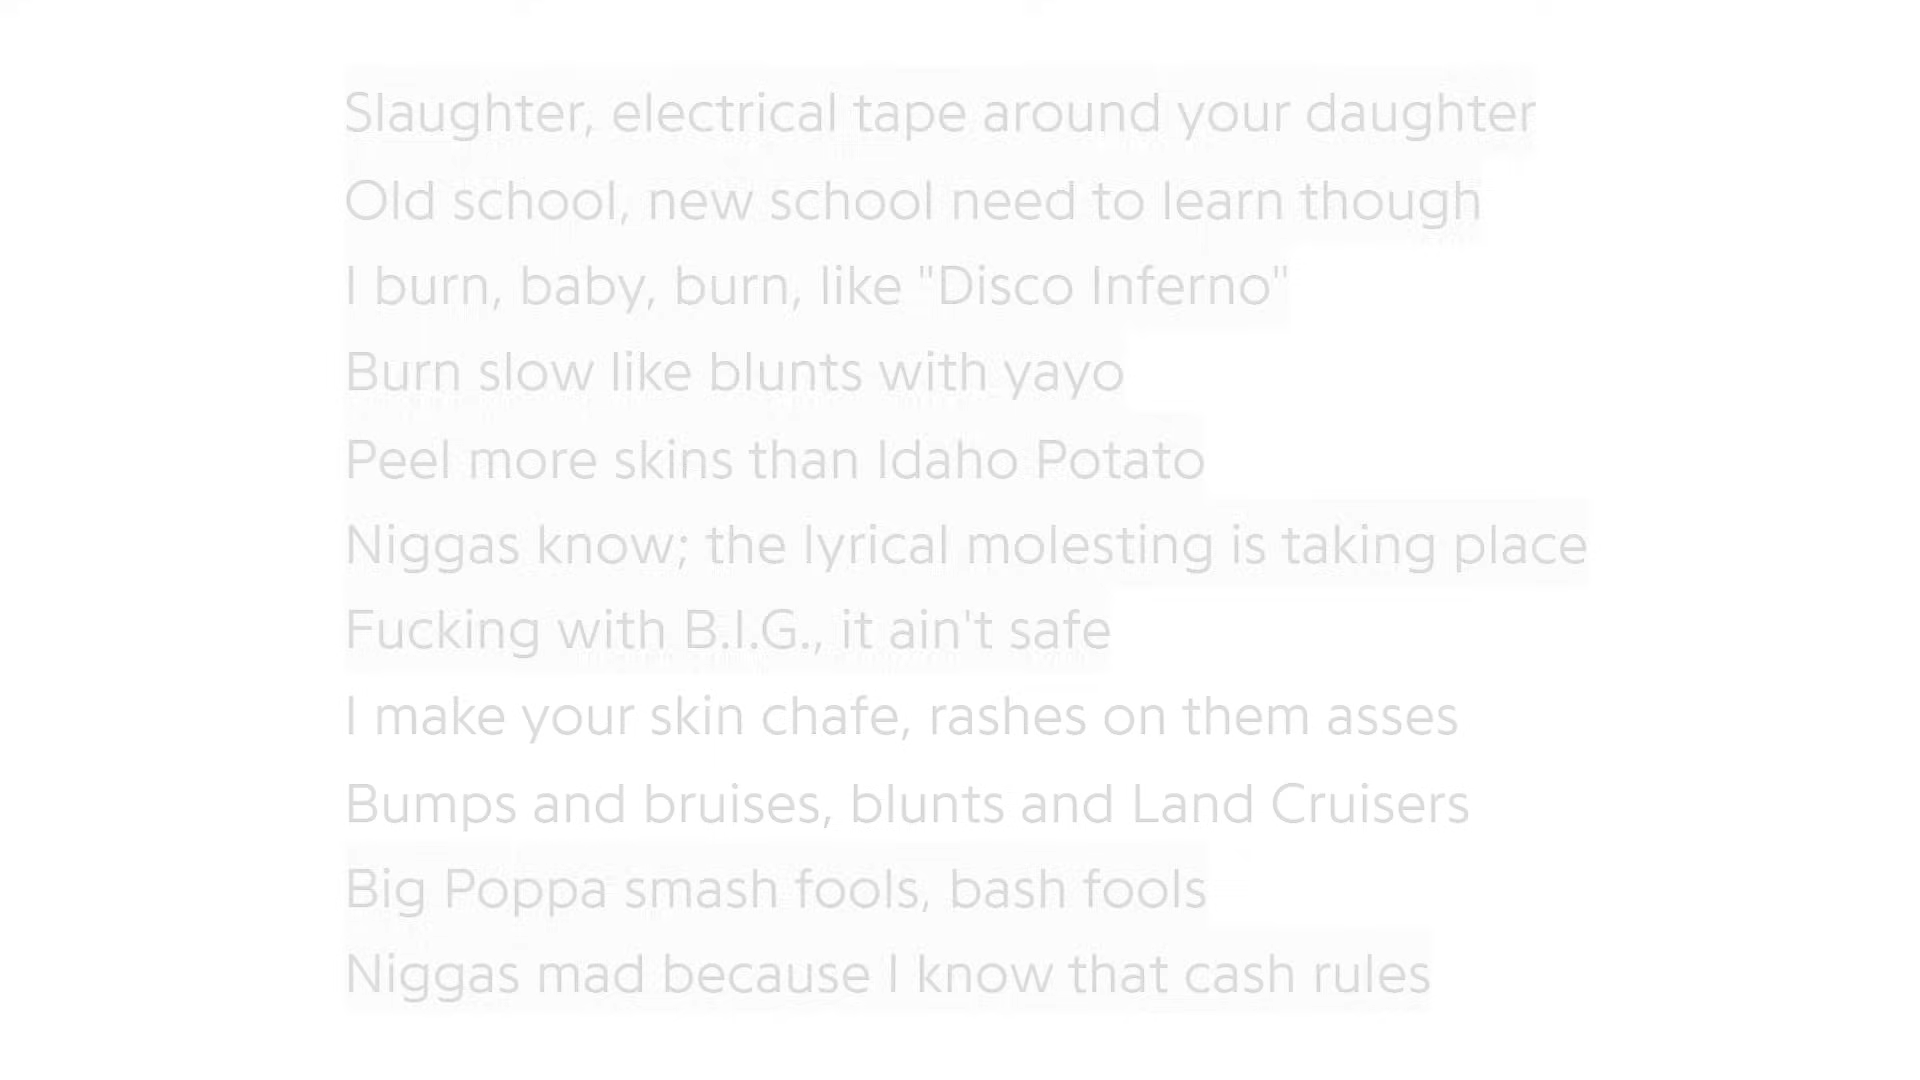 Slaughter, electrical tape around your daughter
Old school, new school need to learn though
I burn, baby, burn, like "Disco Inferno"
Burn slow like blunts with yayo
Peel more skins than Idaho Potato
Niggas know; the lyrical molesting is taking place
Fucking with B.I.G., it ain't safe
I make your skin chafe, rashes on them asses
Bumps and bruises, blunts and Land Cruisers
Big Poppa smash fools, bash fools
Niggas mad because I know that cash rules